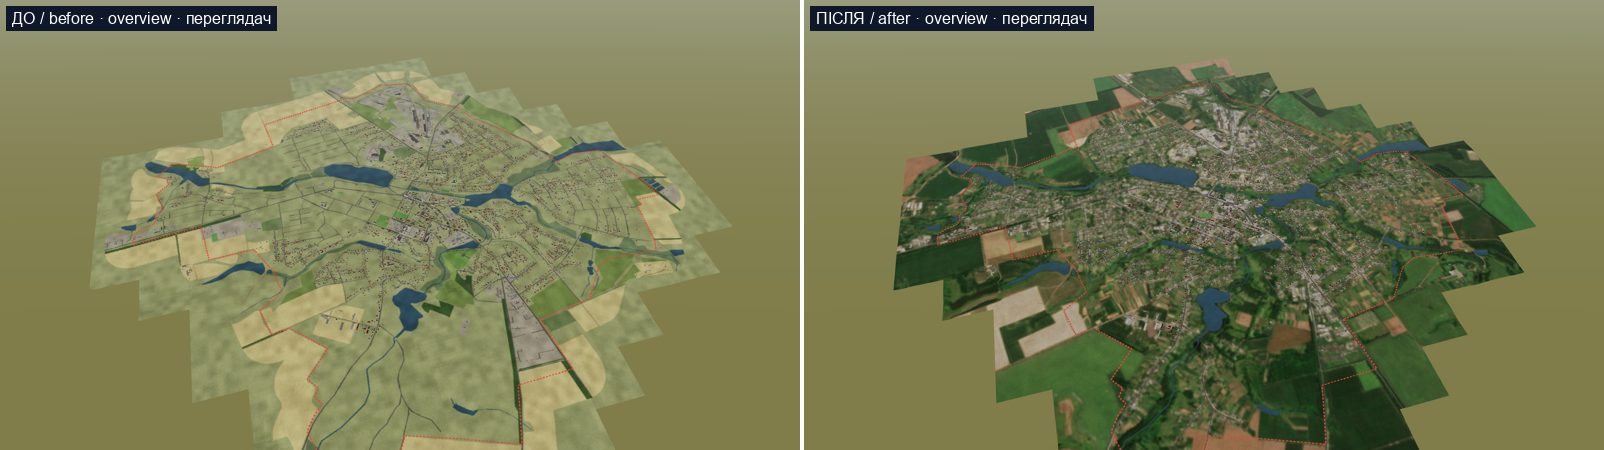 ДО / before · overview · переглядач
ПІСЛЯ / after · overview · переглядач